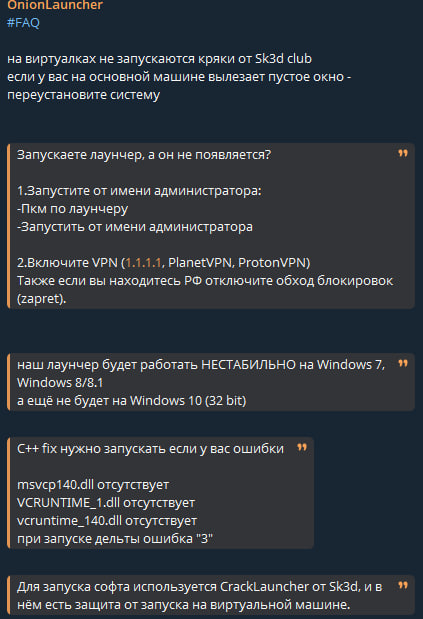 OnionLauncher
#FAQ
на виртуалках не запускаются кряки от Sk3d club
если у вас на основной машине вылезает пустое окно -
переустановите систему
Запускаете лаунчер, а он не появляется?
1.Запустите от имени администратора:
-Пкм по лаунчеру
-Запустить от имени администратора
2.Включите VPN (1.1.1.1, PlanetVPN, ProtonVPN)
Также если вы находитесь РФ отключите обход блокировок
(zapret).
наш лаунчер будет работать НЕСТАБИЛЬНО на Windows 7,
Windows 8/8.1
а ещё не будет на Windows 10 (32 bit)
C++ fix нужно запускать если у вас ошибки
msvcp140.dll отсутствует
VCRUNTIME_1.dll отсутствует
vcruntime_140.dll отсутствует
при запуске дельты ошибка "3"
Для запуска софта используется CrackLauncher от Sk3d, и в
нём есть защита от запуска на виртуальной машине.